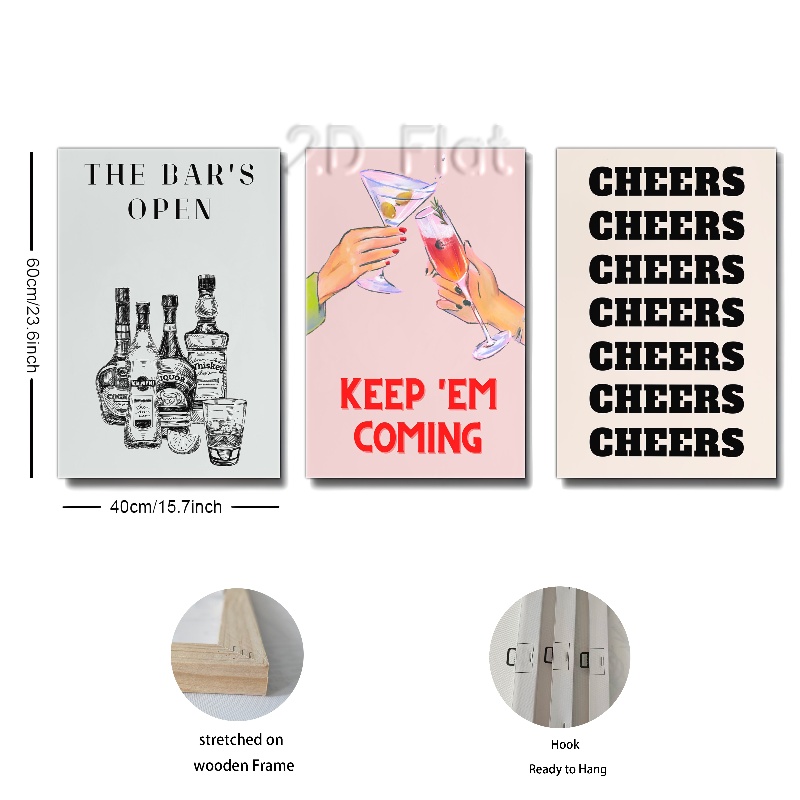 2D Flat
THE BAR'S
OPEN
Whiskey
LIQUOR
KEEP 'EM
COMING
CHEERS
CHEERS
CHEERS
CHEERS
CHEERS
CHEERS
CHEERS
60cm/23.6inch
40cm/15.7inch
stretched on
wooden Frame
Hook
Ready to Hang